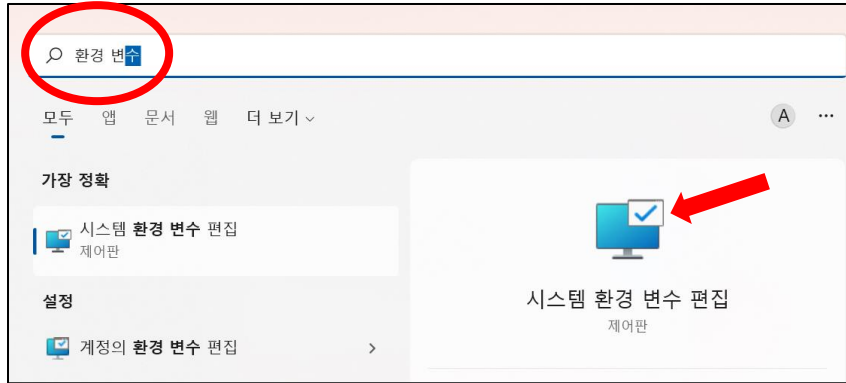 환경 변수
모두 앱 문서 웹 더 보기
A ...
가장 정확
시스템 환경 변수 편집
제어판
설정
계정의 환경 변수 편집
시스템 환경 변수 편집
제어판